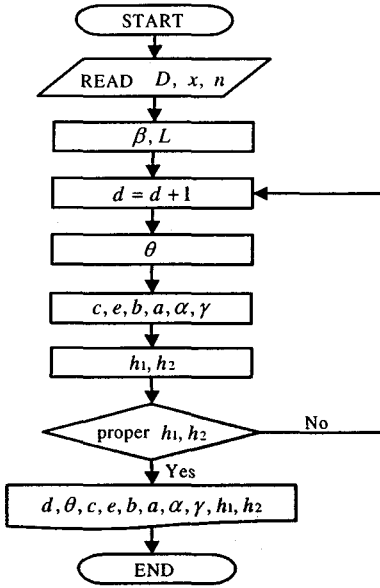 START
READ D, x, n
β, L
d = d + 1
θ
c, e, b, a, α, γ
h1, h2
proper h1, h2
No
Yes
d, θ, c, e, b, a, α, γ, h1, h2
END